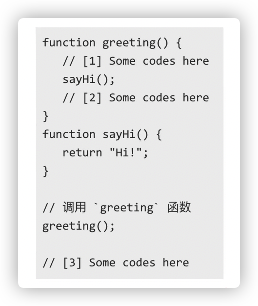 function greeting() {
   // [1] Some codes here
   sayHi();
   // [2] Some codes here
}
function sayHi() {
   return "Hi!";
}

// 调用 `greeting` 函数
greeting();

// [3] Some codes here